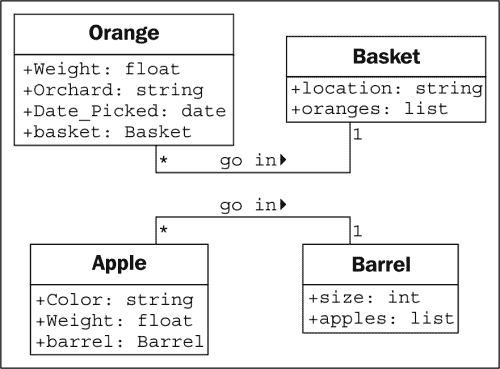 Orange
+Weight: float
+Orchard: string
+Date_Picked: date
+basket: Basket
Basket
+location: string
+oranges: list
* go in 1
go in
* 1
Apple
+Color: string
+Weight: float
+barrel: Barrel
Barrel
+size: int
+apples: list